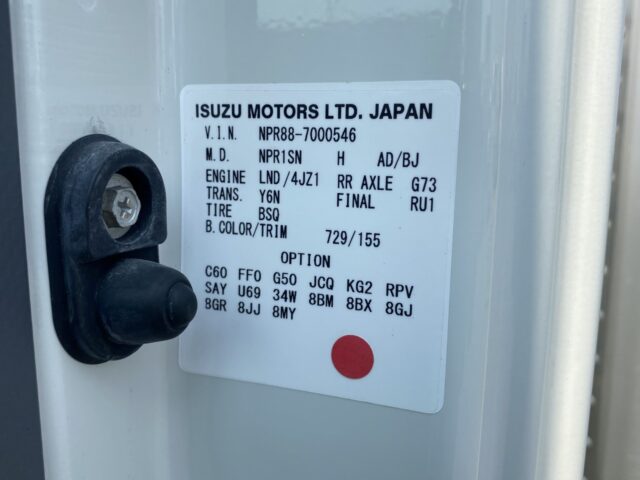 ISUZU MOTORS LTD. JAPAN
V.I.N. NPR88-7000546
M.D. NPR1SN H AD/BJ
ENGINE LND/4JZ1 RR AXLE G73
TRANS. Y6N FINAL RU1
TIRE BSQ
B.COLOR/TRIM 729/155
OPTION
C60 FF0 G50 JCQ KG2 RPV
SAY U69 34W 8BM 8BX 8GJ
8GR 8JJ 8MY